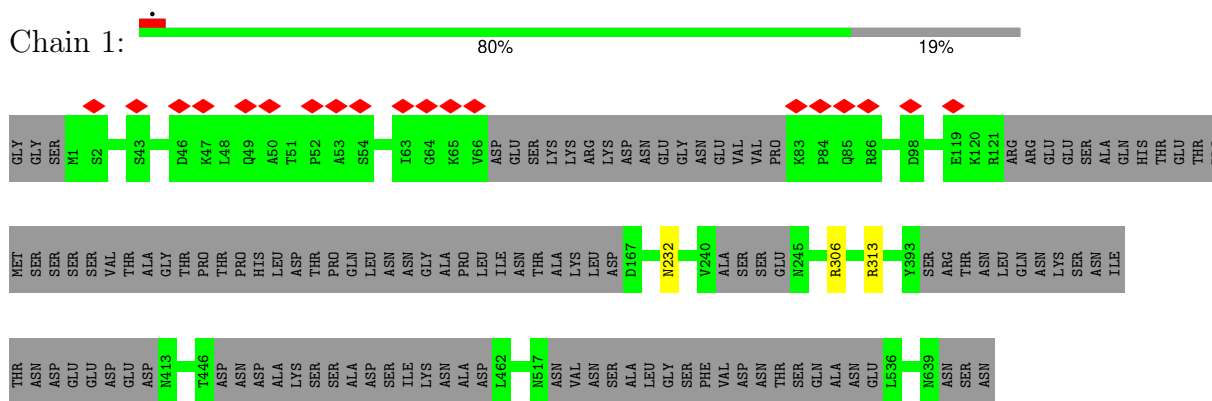 •
Chain 1:
80% 19%
GLY GLY SER M1 S2 S43 D46 K47 L48 Q49 A50 T51 P52 A53 S54 I63 G64 K65 V66 ASP GLU SER LYS LYS ARG LYS ASP ASN GLU GLY ASN GLU VAL VAL PRO K83 P84 Q85 R86 D98 E119 K120 R121 ARG ARG GLU GLU SER ALA GLN HIS THR GLU THR
MET SER SER SER SER VAL THR ALA GLY THR PRO THR PRO HIS LEU ASP THR PRO GLN LEU ASN ASN GLY ALA PRO LEU ILE ASN THR ALA LYS LEU ASP D167 N232 V240 ALA SER SER GLU N245 R306 R313 Y393 SER ARG THR ASN LEU GLN ASN LYS SER ASN ILE
THR ASN ASP GLU GLU ASP GLU ASP N413 T446 ASP ASN ASP ALA LYS SER SER ALA ASP SER ILE LYS ASN ALA ASP L462 N517 ASN VAL ASN SER ALA LEU GLY SER PHE VAL ASP ASN THR SER GLN ALA ASN GLU L536 N639 ASN SER ASN